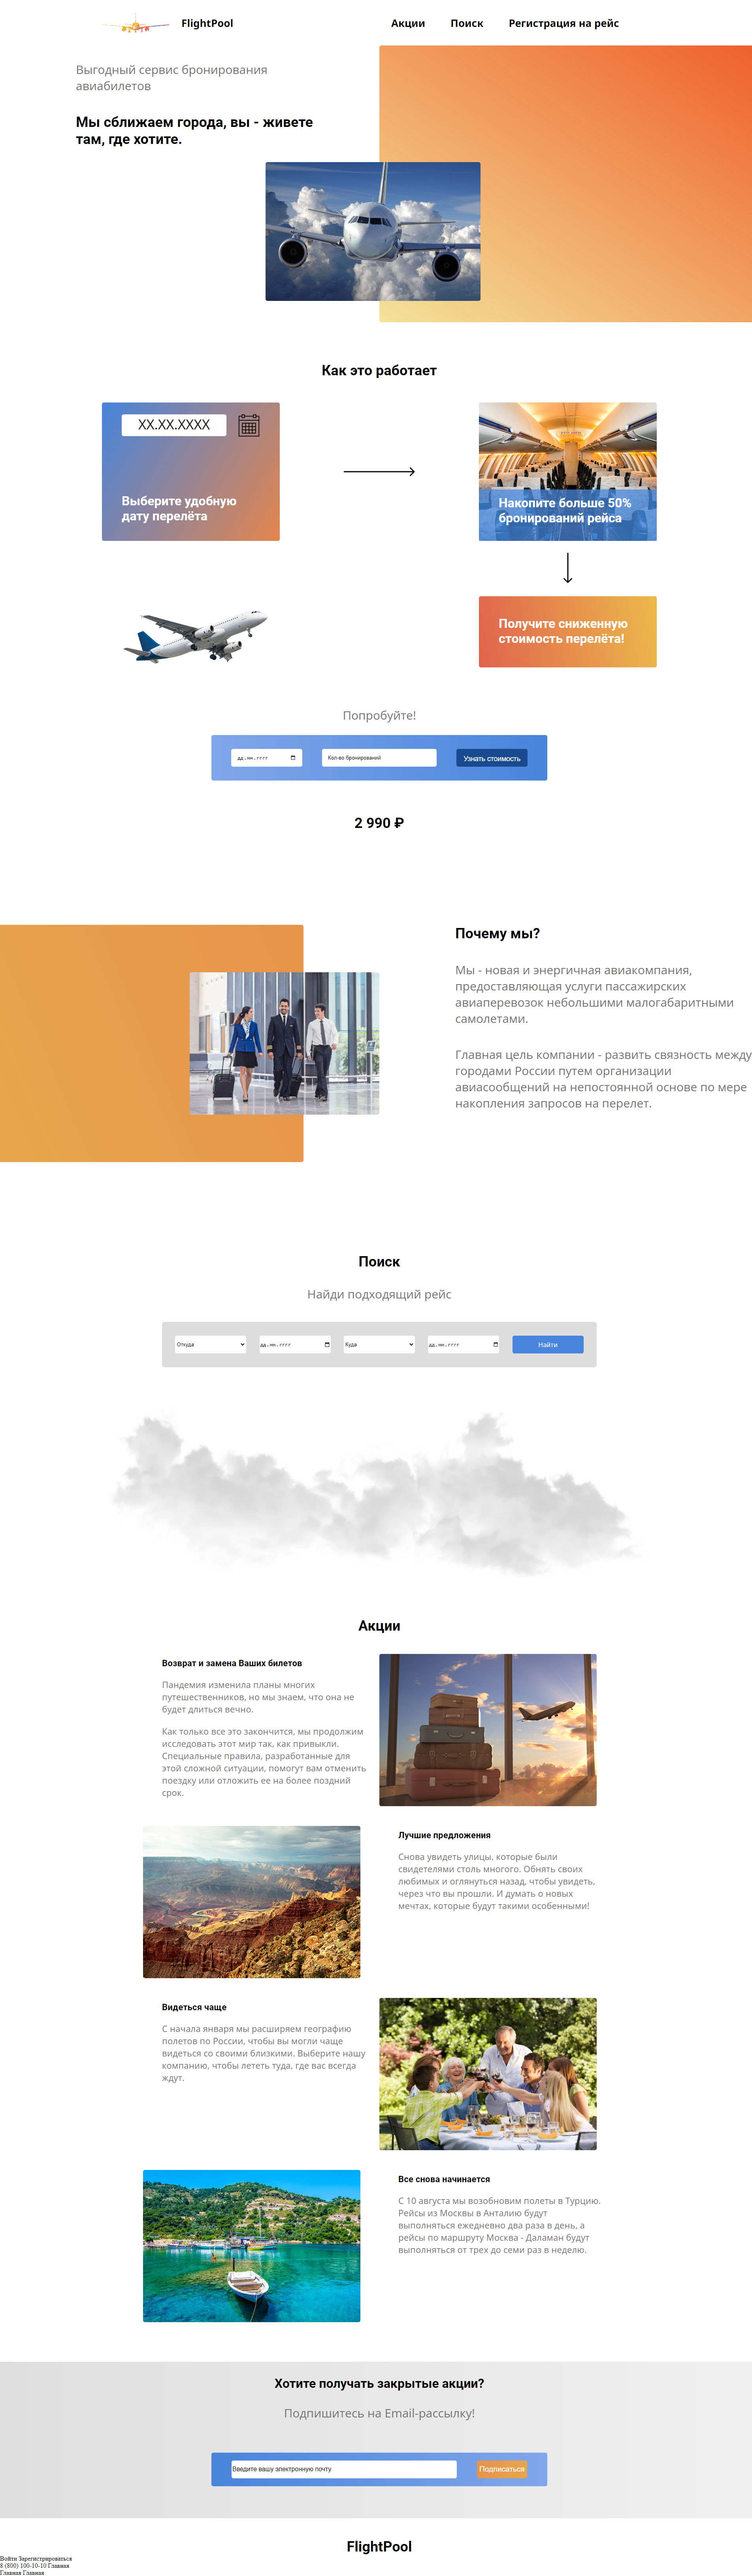 FlightPool
Акции Поиск Регистрация на рейс
Выгодный сервис бронирования
авиабилетов
Мы сближаем города, вы - живете
там, где хотите.
Как это работает
XX.XX.XXXX
Выберите удобную
дату перелёта
Накопите больше 50%
бронирований рейса
Получите сниженную
стоимость перелёта!
Попробуйте!
дд.мм.гггг
Кол-во бронирований
Узнать стоимость
2 990 ₽
Почему мы?
Мы - новая и энергичная авиакомпания,
предоставляющая услуги пассажирских
авиаперевозок небольшими малогабаритными
самолетами.
Главная цель компании - развить связность между
городами России путем организации
авиасообщений на непостоянной основе по мере
накопления запросов на перелет.
Поиск
Найди подходящий рейс
Откуда
дд.мм.гггг
Куда
дд.мм.гггг
Найти
Акции
Возврат и замена Ваших билетов
Пандемия изменила планы многих
путешественников, но мы знаем, что она не
будет длиться вечно.
Как только все это закончится, мы продолжим
исследовать этот мир так, как привыкли.
Специальные правила, разработанные для
этой сложной ситуации, помогут вам отменить
поездку или отложить ее на более поздний
срок.
Лучшие предложения
Снова увидеть улицы, которые были
свидетелями столь многого. Обнять своих
любимых и оглянуться назад, чтобы увидеть,
через что вы прошли. И думать о новых
мечтах, которые будут такими особенными!
Видеться чаще
С начала января мы расширяем географию
полетов по России, чтобы вы могли чаще
видеться со своими близкими. Выберите нашу
компанию, чтобы лететь туда, где вас всегда
ждут.
Все снова начинается
С 10 августа мы возобновим полеты в Турцию.
Рейсы из Москвы в Анталию будут
выполняться ежедневно два раза в день, а
рейсы по маршруту Москва - Даламан будут
выполняться от трех до семи раз в неделю.
Хотите получать закрытые акции?
Подпишитесь на Email-рассылку!
Введите вашу электронную почту
Подписаться
FlightPool
Войти Зарегистрироваться
8 (800) 100-10-10 Главная
Главная Главная